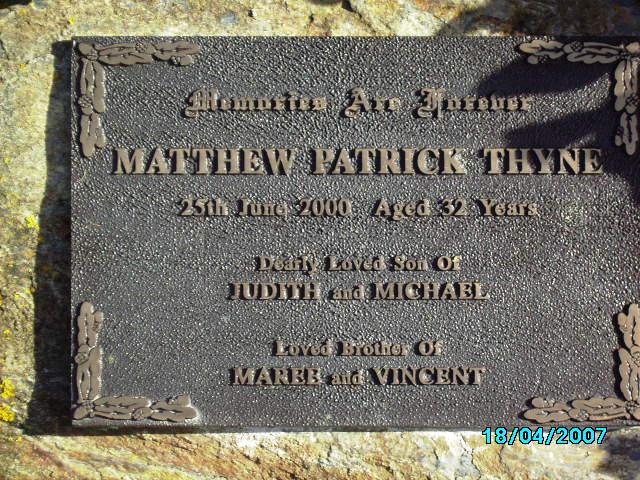 Memories Are Forever
MATTHEW PATRICK THYNE
25th June 2000 Aged 32 Years
Dearly Loved Son Of
JUDITH and MICHAEL
Loved Brother Of
MAREE and VINCENT
18/04/2007